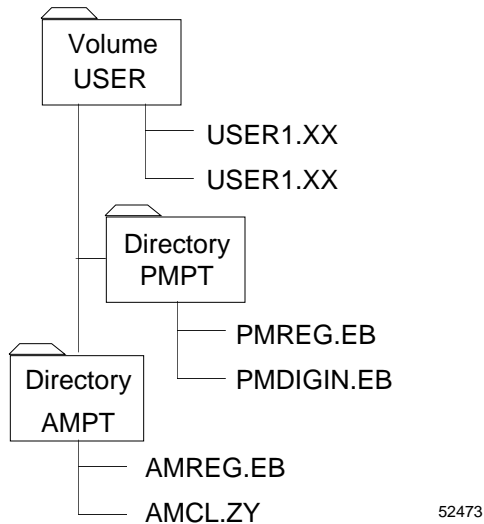 Volume
USER
USER1.XX
USER1.XX
Directory
PMPT
PMREG.EB
PMDIGIN.EB
Directory
AMPT
AMREG.EB
AMCL.ZY
52473